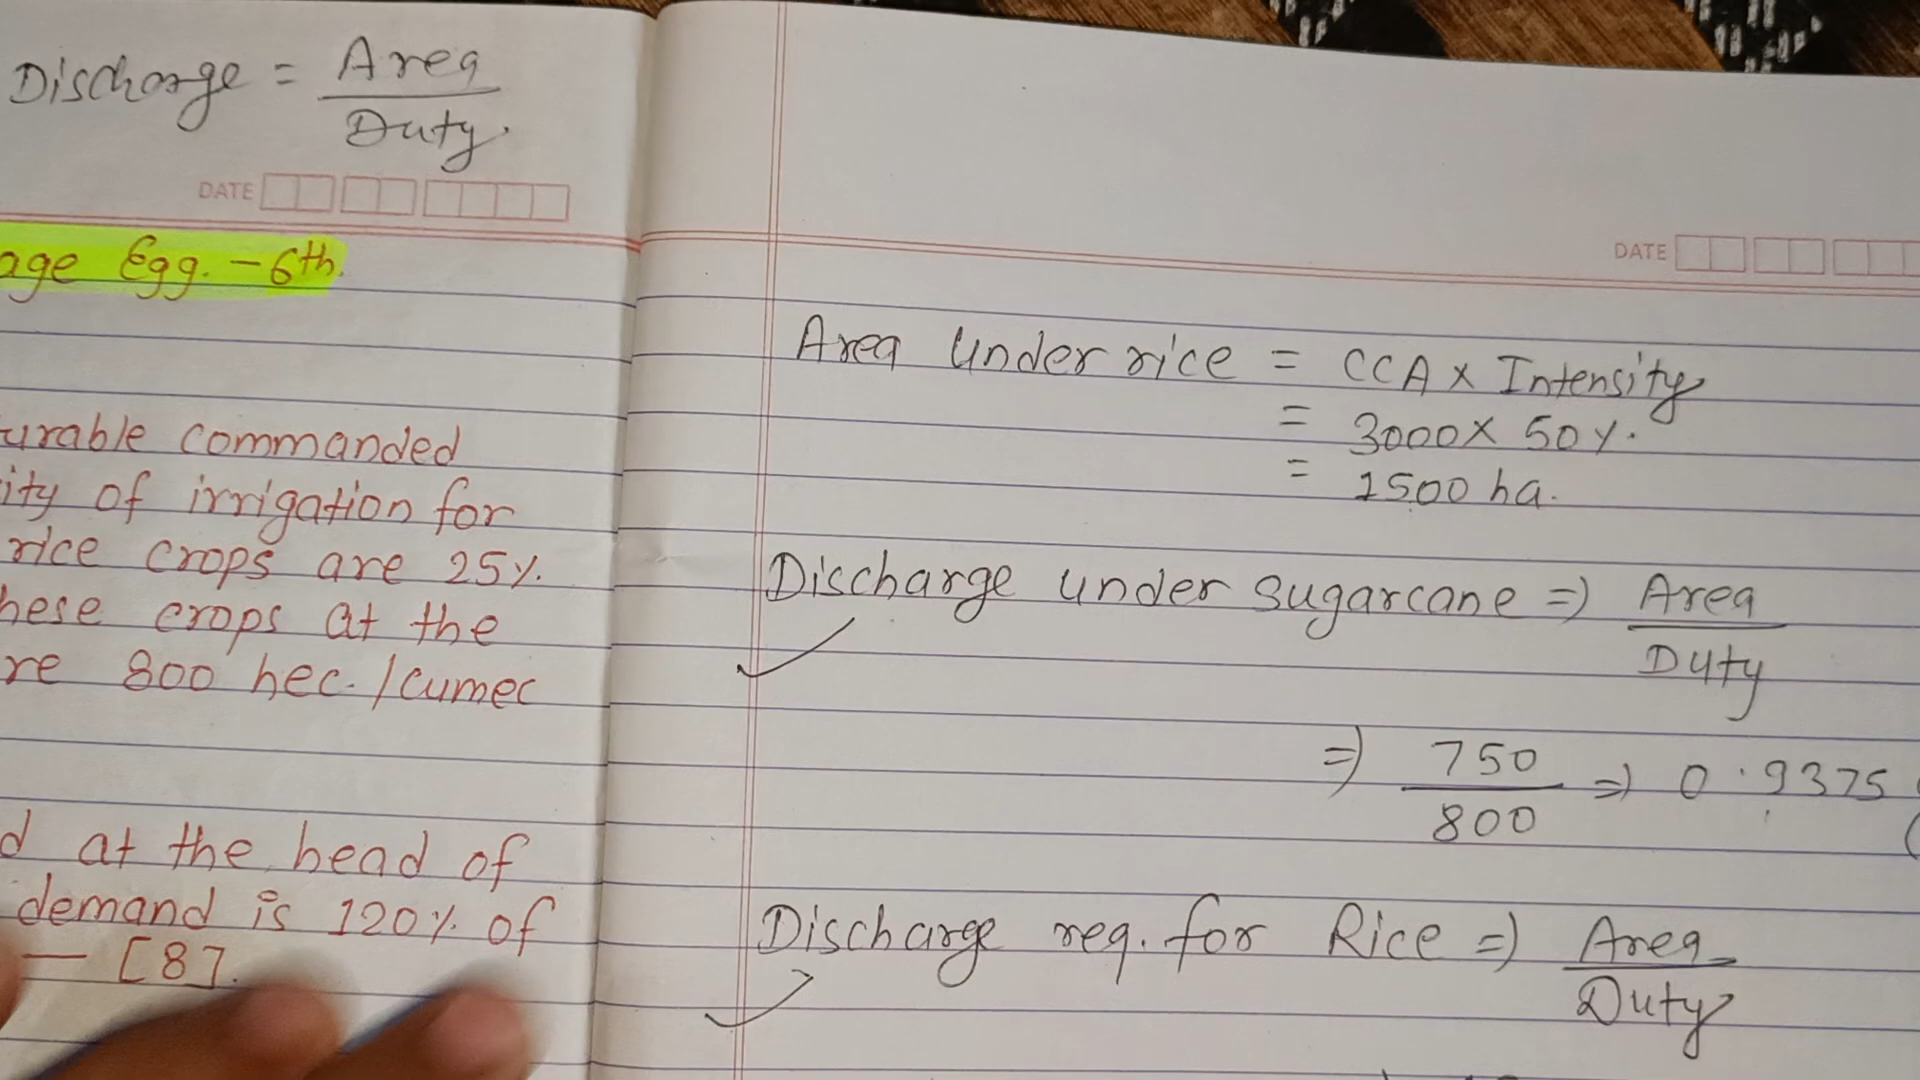 Discharge = Area
Duty.
DATE
age Egg. - 6th.
urable commanded
ity of irrigation for
rice crops are 25%.
hese crops at the
re 800 hec./cumec
d at the head of
demand is 120% of
— [8].
DATE
Area Under rice = CCA X Intensity
= 3000 X 50%.
= 1500 ha.
Discharge under sugarcane => Area
Duty
=> 750 => 0.9375
800
Discharge req. for Rice => Area
Duty